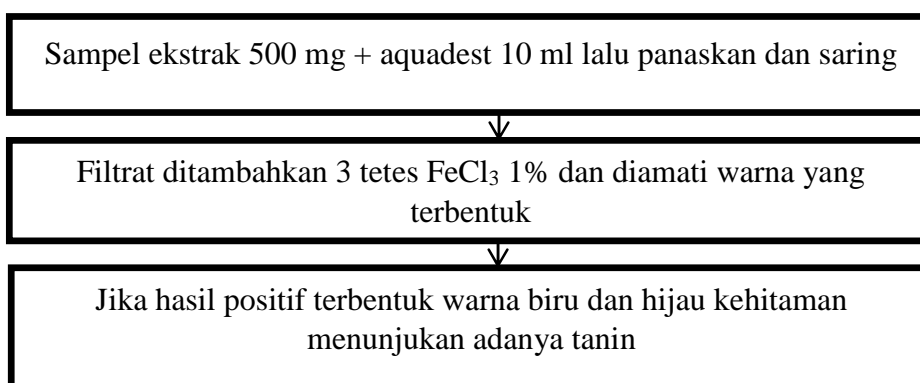 Sampel ekstrak 500 mg + aquadest 10 ml lalu panaskan dan saring
Filtrat ditambahkan 3 tetes FeCl₃ 1% dan diamati warna yang
terbentuk
Jika hasil positif terbentuk warna biru dan hijau kehitaman
menunjukan adanya tanin